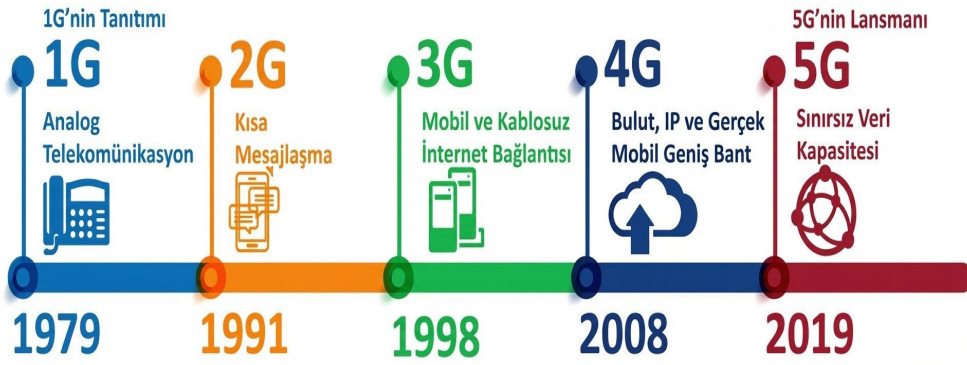 1G’nin Tanıtımı
1G
Analog
Telekomünikasyon
1979
2G
Kısa
Mesajlaşma
1991
3G
Mobil ve Kablosuz
İnternet Bağlantısı
1998
4G
Bulut, IP ve Gerçek
Mobil Geniş Bant
2008
5G’nin Lansmanı
5G
Sınırsız Veri
Kapasitesi
2019